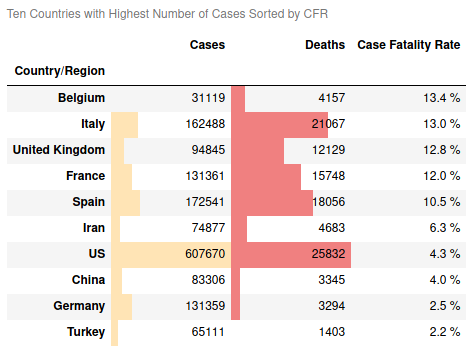 Ten Countries with Highest Number of Cases Sorted by CFR
Cases Deaths Case Fatality Rate
Country/Region
Belgium 31119 4157 13.4 %
Italy 162488 21067 13.0 %
United Kingdom 94845 12129 12.8 %
France 131361 15748 12.0 %
Spain 172541 18056 10.5 %
Iran 74877 4683 6.3 %
US 607670 25832 4.3 %
China 83306 3345 4.0 %
Germany 131359 3294 2.5 %
Turkey 65111 1403 2.2 %